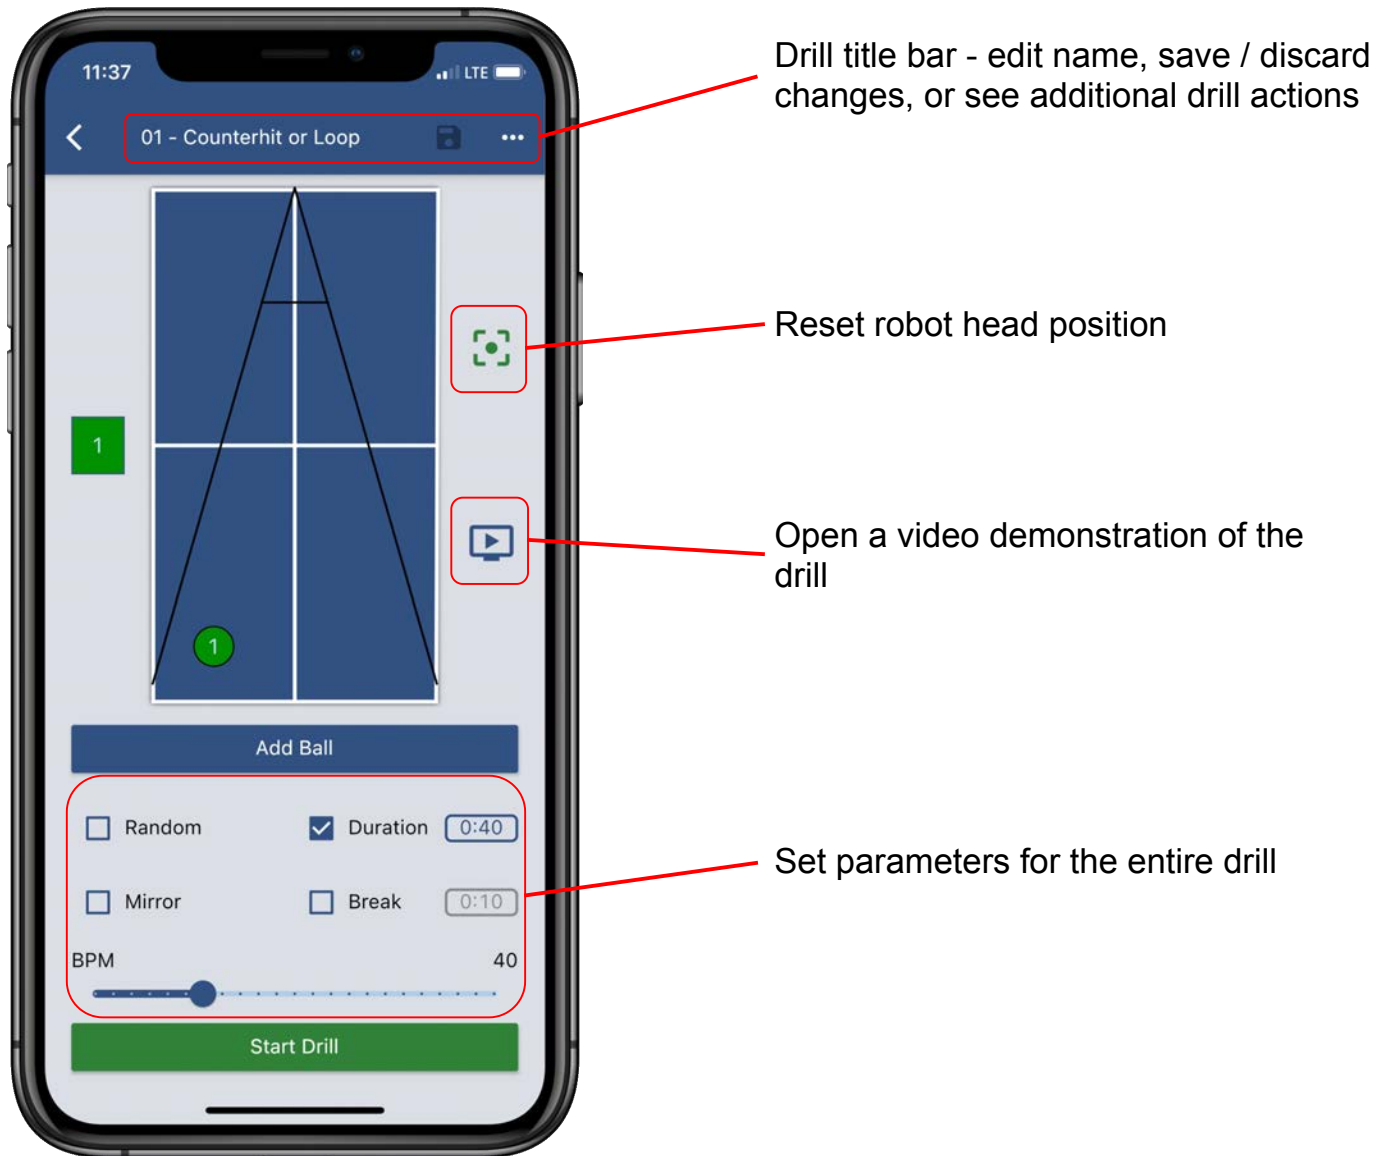 11:37
LTE
01 - Counterhit or Loop
1
1
Add Ball
Random
Duration
0:40
Mirror
Break
0:10
BPM
40
Start Drill
Drill title bar - edit name, save / discard
changes, or see additional drill actions
Reset robot head position
Open a video demonstration of the
drill
Set parameters for the entire drill